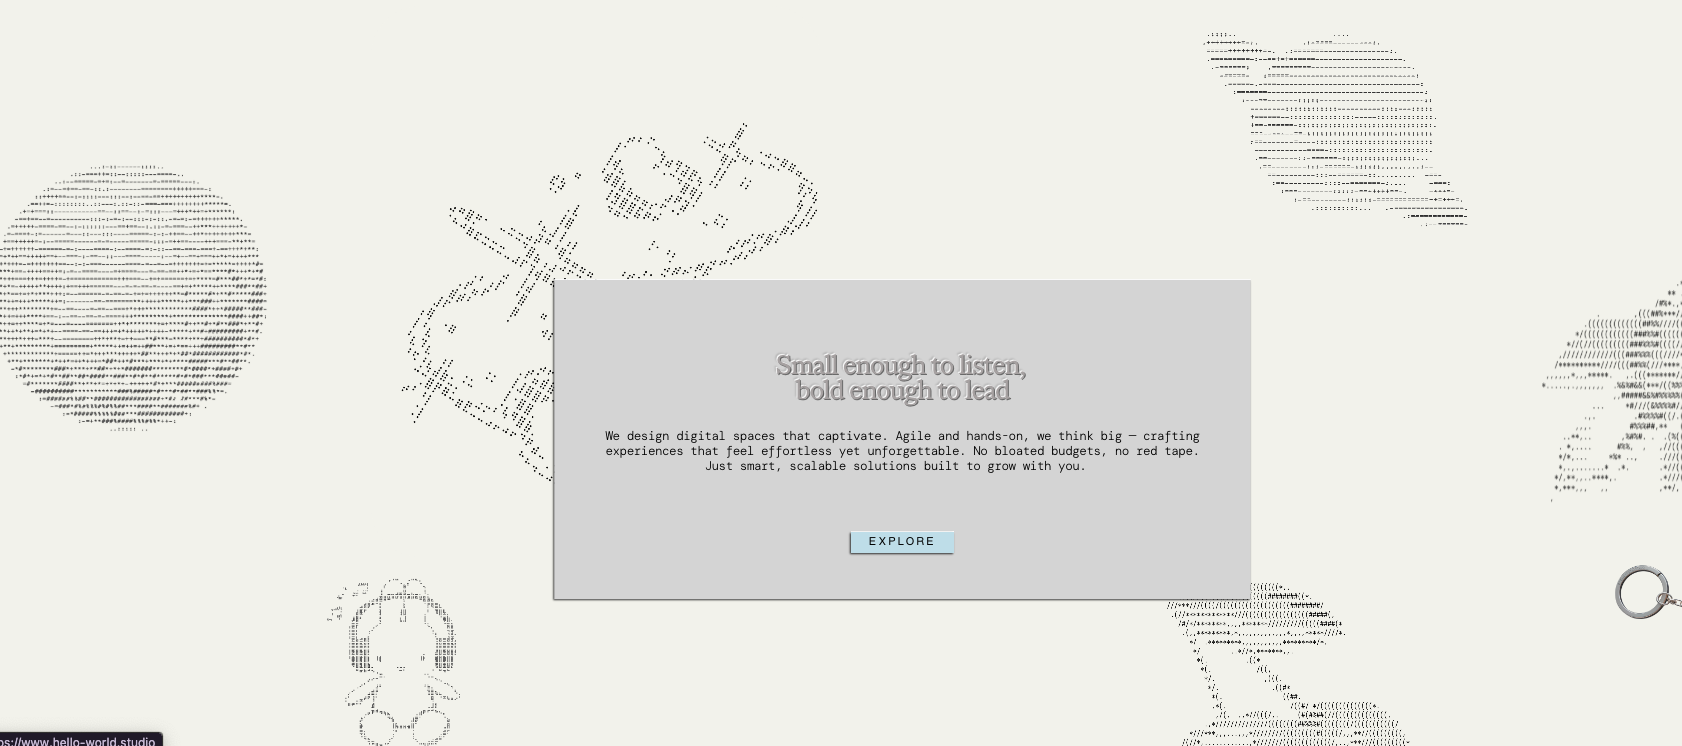 Small enough to listen,
bold enough to lead
We design digital spaces that captivate. Agile and hands-on, we think big — crafting
experiences that feel effortless yet unforgettable. No bloated budgets, no red tape.
Just smart, scalable solutions built to grow with you.
EXPLORE
ps://www.hello-world.studio